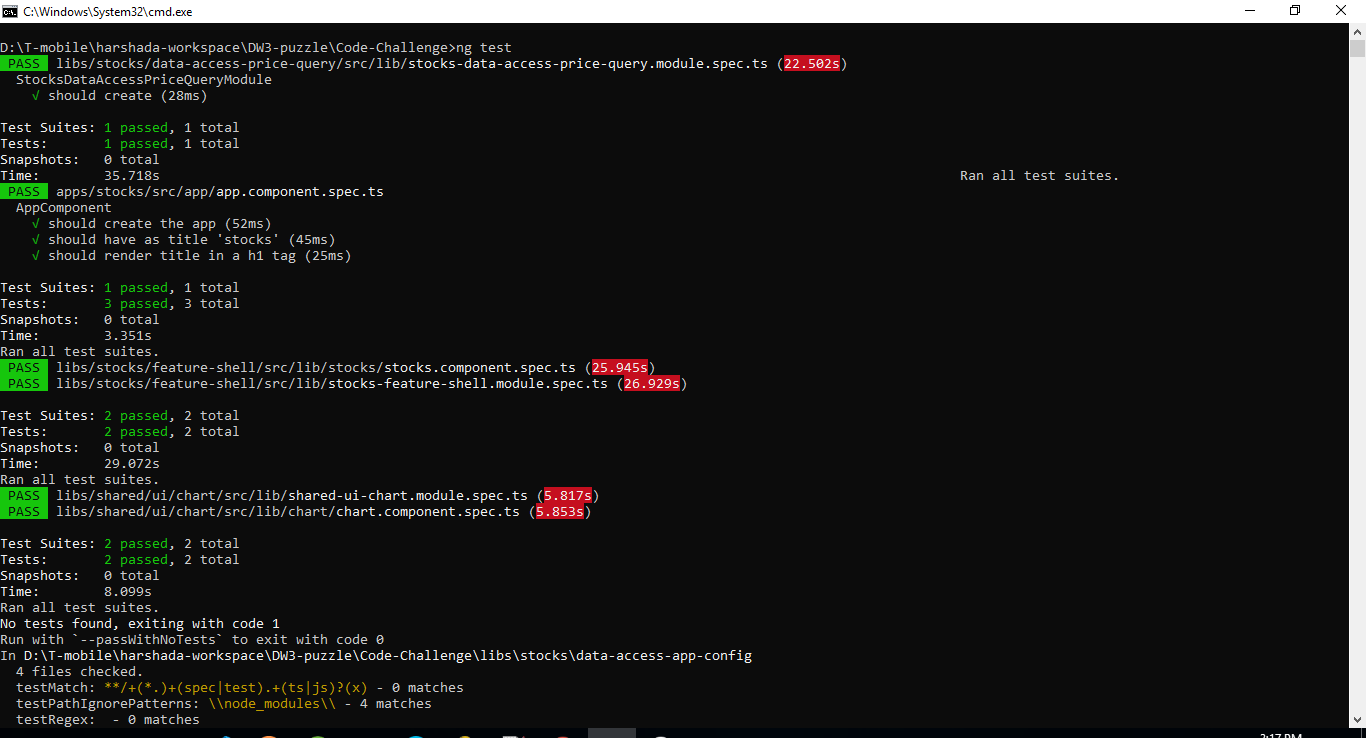 C:\Windows\System32\cmd.exe
D:\T-mobile\harshada-workspace\DW3-puzzle\Code-Challenge>ng test
PASS libs/stocks/data-access-price-query/src/lib/stocks-data-access-price-query.module.spec.ts (22.502s)
StocksDataAccessPriceQueryModule
√ should create (28ms)
Test Suites: 1 passed, 1 total
Tests: 1 passed, 1 total
Snapshots: 0 total
Time: 35.718s Ran all test suites.
PASS apps/stocks/src/app/app.component.spec.ts
AppComponent
√ should create the app (52ms)
√ should have as title 'stocks' (45ms)
√ should render title in a h1 tag (25ms)
Test Suites: 1 passed, 1 total
Tests: 3 passed, 3 total
Snapshots: 0 total
Time: 3.351s
Ran all test suites.
PASS libs/stocks/feature-shell/src/lib/stocks/stocks.component.spec.ts (25.945s)
PASS libs/stocks/feature-shell/src/lib/stocks-feature-shell.module.spec.ts (26.929s)
Test Suites: 2 passed, 2 total
Tests: 2 passed, 2 total
Snapshots: 0 total
Time: 29.072s
Ran all test suites.
PASS libs/shared/ui/chart/src/lib/shared-ui-chart.module.spec.ts (5.817s)
PASS libs/shared/ui/chart/src/lib/chart/chart.component.spec.ts (5.853s)
Test Suites: 2 passed, 2 total
Tests: 2 passed, 2 total
Snapshots: 0 total
Time: 8.099s
Ran all test suites.
No tests found, exiting with code 1
Run with `--passWithNoTests` to exit with code 0
In D:\T-mobile\harshada-workspace\DW3-puzzle\Code-Challenge\libs\stocks\data-access-app-config
4 files checked.
testMatch: **/+(*.)+(spec|test).+(ts|js)?(x) - 0 matches
testPathIgnorePatterns: \\node_modules\\ - 4 matches
testRegex: - 0 matches